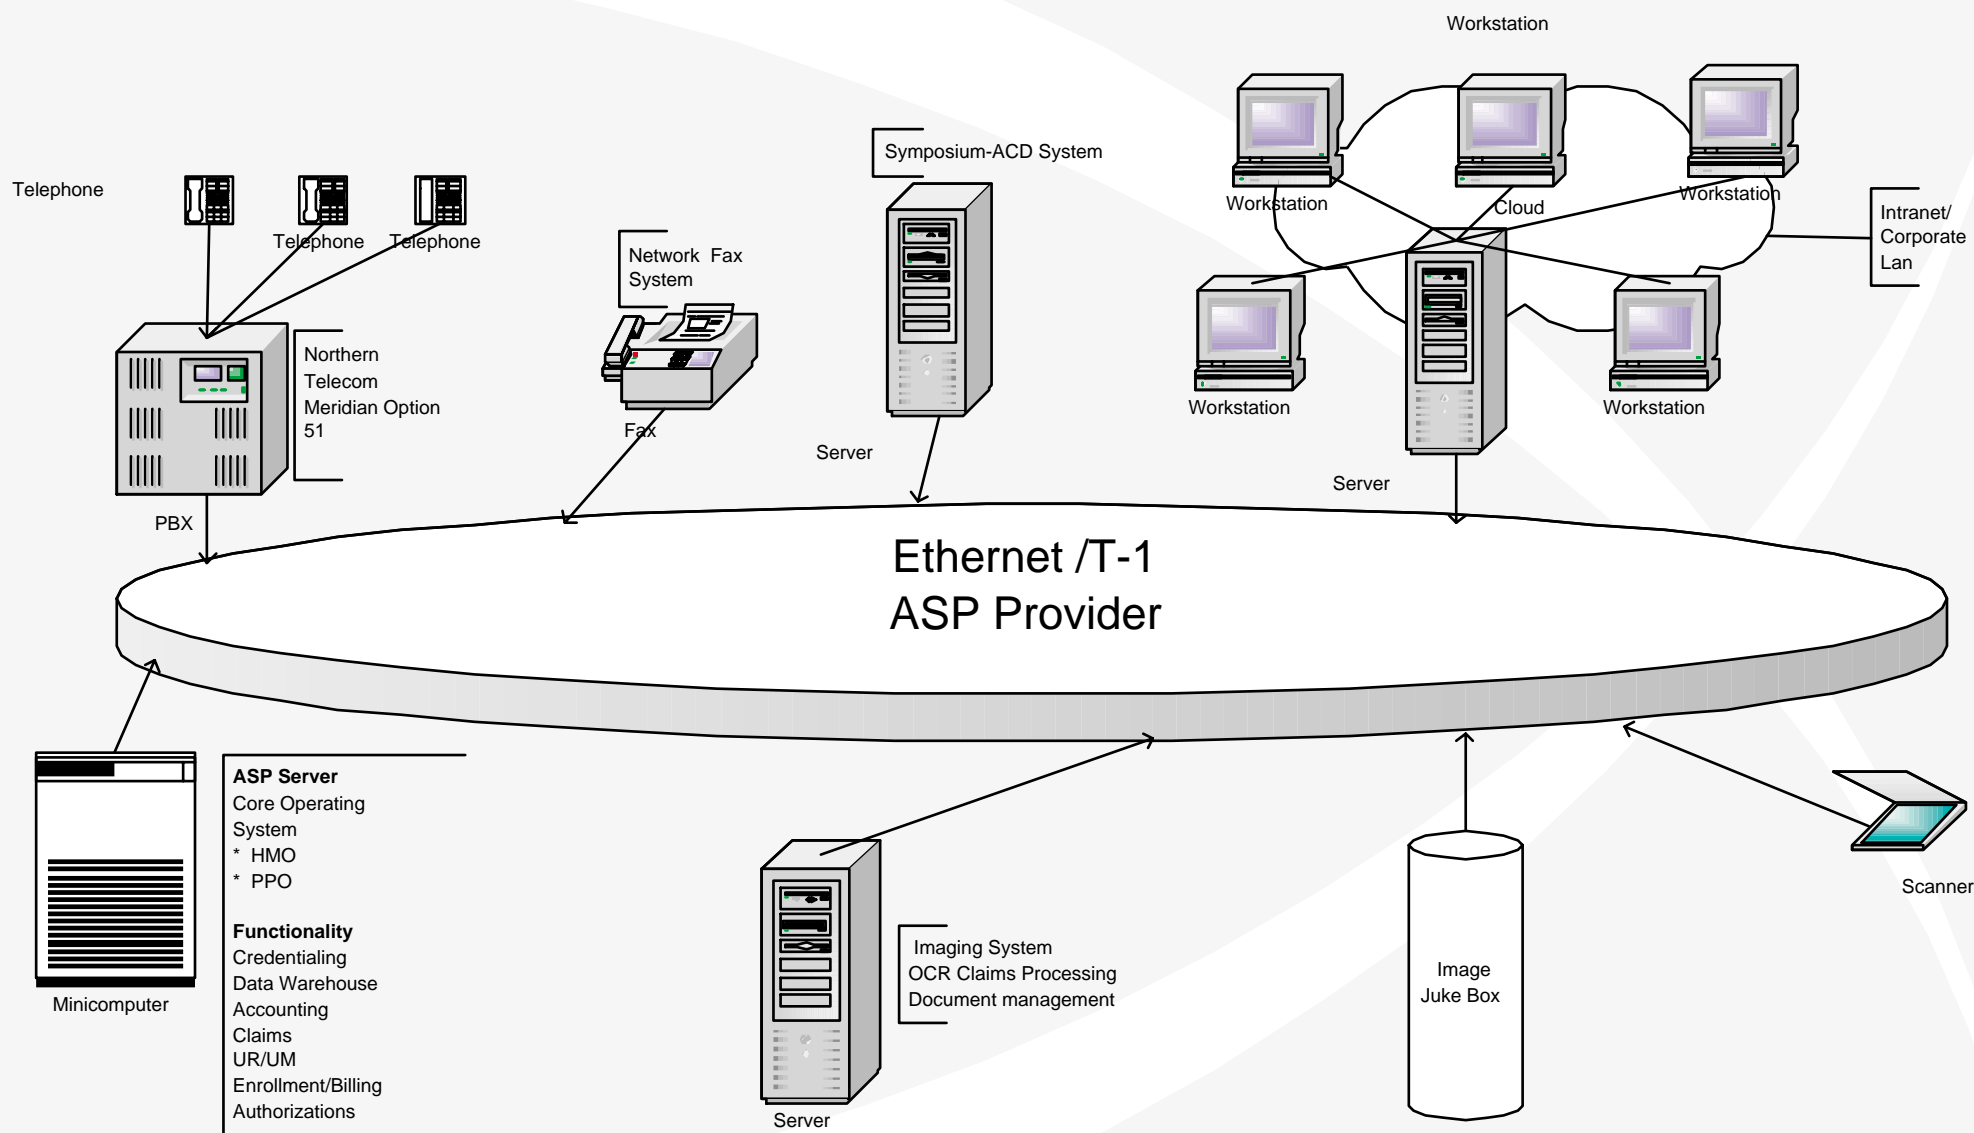 Workstation
Telephone
Telephone
Telephone
Northern
Telecom
Meridian Option
51
PBX
Network Fax
System
Fax
Symposium-ACD System
Server
Workstation
Cloud
Workstation
Intranet/
Corporate
Lan
Workstation
Workstation
Server
Ethernet /T-1
ASP Provider
Minicomputer
ASP Server
Core Operating
System
* HMO
* PPO
Functionality
Credentialing
Data Warehouse
Accounting
Claims
UR/UM
Enrollment/Billing
Authorizations
Imaging System
OCR Claims Processing
Document management
Server
Image
Juke Box
Scanner